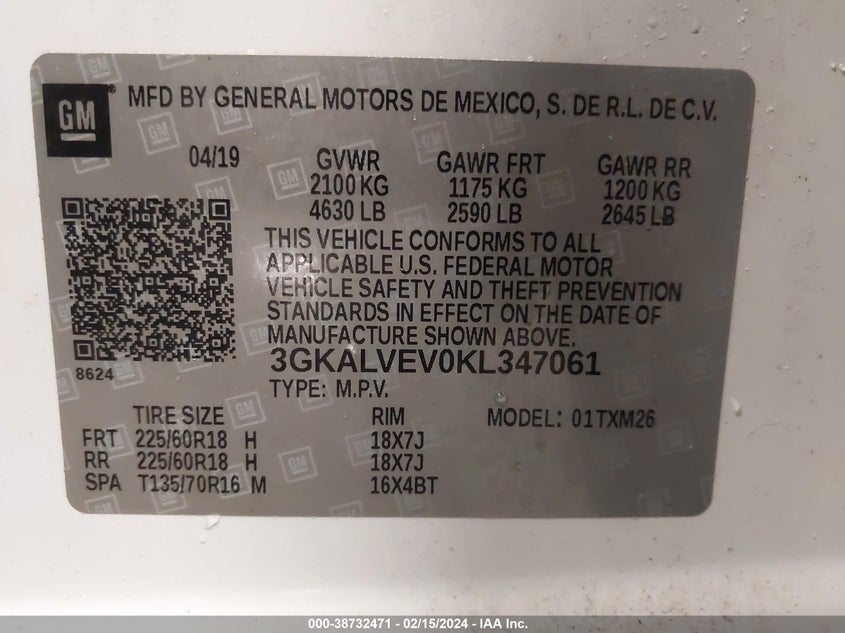 GM
MFD BY GENERAL MOTORS DE MEXICO, S. DE R.L. DE C.V.
04/19 GVWR GAWR FRT GAWR RR
2100 KG 1175 KG 1200 KG
4630 LB 2590 LB 2645 LB
THIS VEHICLE CONFORMS TO ALL
APPLICABLE U.S. FEDERAL MOTOR
VEHICLE SAFETY AND THEFT PREVENTION
STANDARDS IN EFFECT ON THE DATE OF
MANUFACTURE SHOWN ABOVE.
8624
3GKALVEV0KL347061
TYPE: M.P.V.
TIRE SIZE RIM MODEL: 01TXM26
FRT 225/60R18 H 18X7J
RR 225/60R18 H 18X7J
SPA T135/70R16 M 16X4BT
000-38732471 - 02/15/2024 - IAA Inc.